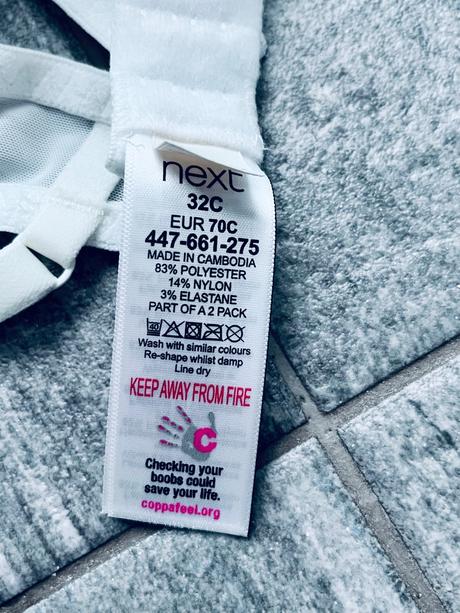 next
32C
EUR 70C
447-661-275
MADE IN CAMBODIA
83% POLYESTER
14% NYLON
3% ELASTANE
PART OF A 2 PACK
40
Wash with similar colours
Re-shape whilst damp
Line dry
KEEP AWAY FROM FIRE
C
Checking your
boobs could
save your life.
coppafeel.org